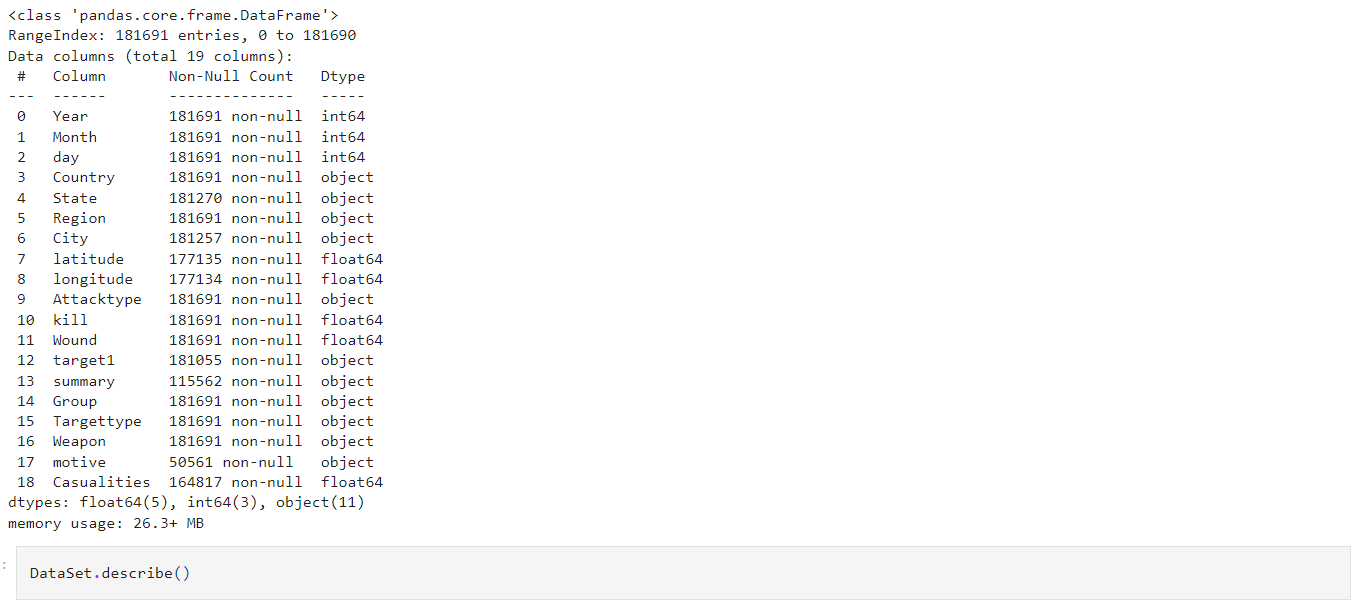 <class 'pandas.core.frame.DataFrame'>
RangeIndex: 181691 entries, 0 to 181690
Data columns (total 19 columns):
 #   Column       Non-Null Count   Dtype
---  ------       --------------   -----
 0   Year         181691 non-null  int64
 1   Month        181691 non-null  int64
 2   day          181691 non-null  int64
 3   Country      181691 non-null  object
 4   State        181270 non-null  object
 5   Region       181691 non-null  object
 6   City         181257 non-null  object
 7   latitude     177135 non-null  float64
 8   longitude    177134 non-null  float64
 9   Attacktype   181691 non-null  object
 10  kill         181691 non-null  float64
 11  Wound        181691 non-null  float64
 12  target1      181055 non-null  object
 13  summary      115562 non-null  object
 14  Group        181691 non-null  object
 15  Targettype   181691 non-null  object
 16  Weapon       181691 non-null  object
 17  motive       50561 non-null   object
 18  Casualities  164817 non-null  float64
dtypes: float64(5), int64(3), object(11)
memory usage: 26.3+ MB
: DataSet.describe()